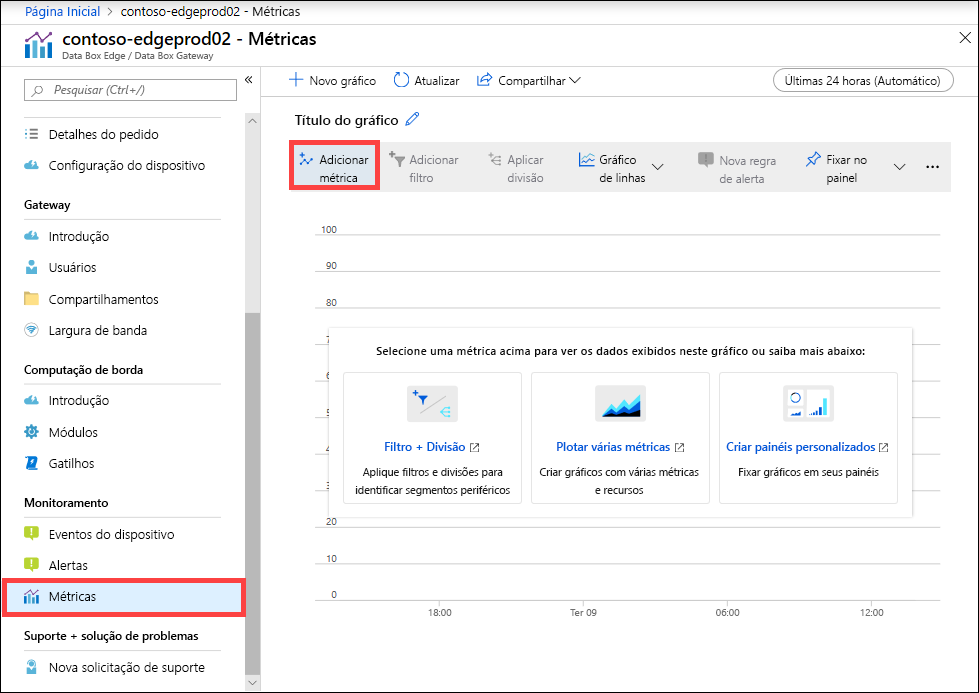 Página Inicial > contoso-edgeprod02 - Métricas
contoso-edgeprod02 - Métricas
Data Box Edge / Data Box Gateway
Pesquisar (Ctrl+/)
Detalhes do pedido
Configuração do dispositivo
Gateway
Introdução
Usuários
Compartilhamentos
Largura de banda
Computação de borda
Introdução
Módulos
Gatilhos
Monitoramento
Eventos do dispositivo
Alertas
Métricas
Suporte + solução de problemas
Nova solicitação de suporte
Novo gráfico
Atualizar
Compartilhar
Últimas 24 horas (Automático)
Título do gráfico
Adicionar
métrica
Adicionar
filtro
Aplicar
divisão
Gráfico
de linhas
Nova regra
de alerta
Fixar no
painel
100
90
80
Selecione uma métrica acima para ver os dados exibidos neste gráfico ou saiba mais abaixo:
Filtro + Divisão
Aplique filtros e divisões para
identificar segmentos periféricos
Plotar várias métricas
Criar gráficos com várias métricas
e recursos
Criar painéis personalizados
Fixar gráficos em seus painéis
20
10
0
18:00
Ter 09
06:00
12:00